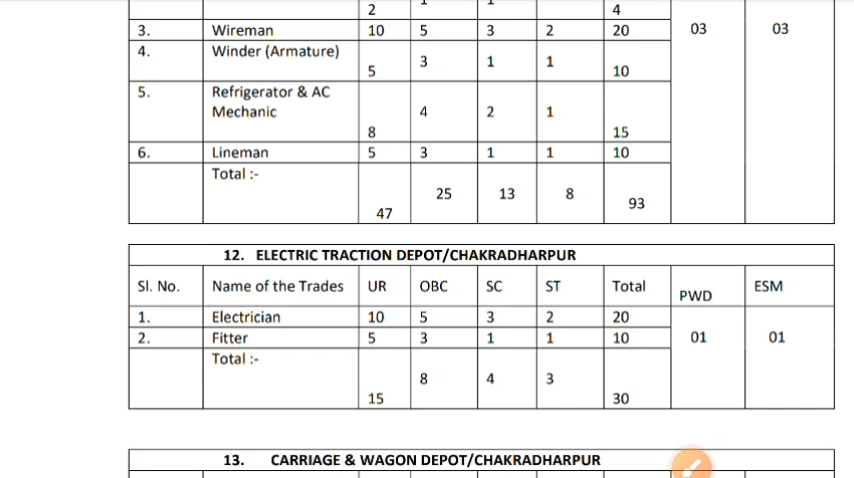 2 1 1 4
3. Wireman 10 5 3 2 20 03 03
4. Winder (Armature) 5 3 1 1 10
5. Refrigerator & AC
Mechanic 8 4 2 1 15
6. Lineman 5 3 1 1 10
Total :- 47 25 13 8 93
12. ELECTRIC TRACTION DEPOT/CHAKRADHARPUR
Sl. No. Name of the Trades UR OBC SC ST Total PWD ESM
1. Electrician 10 5 3 2 20
2. Fitter 5 3 1 1 10 01 01
Total :- 15 8 4 3 30
13. CARRIAGE & WAGON DEPOT/CHAKRADHARPUR